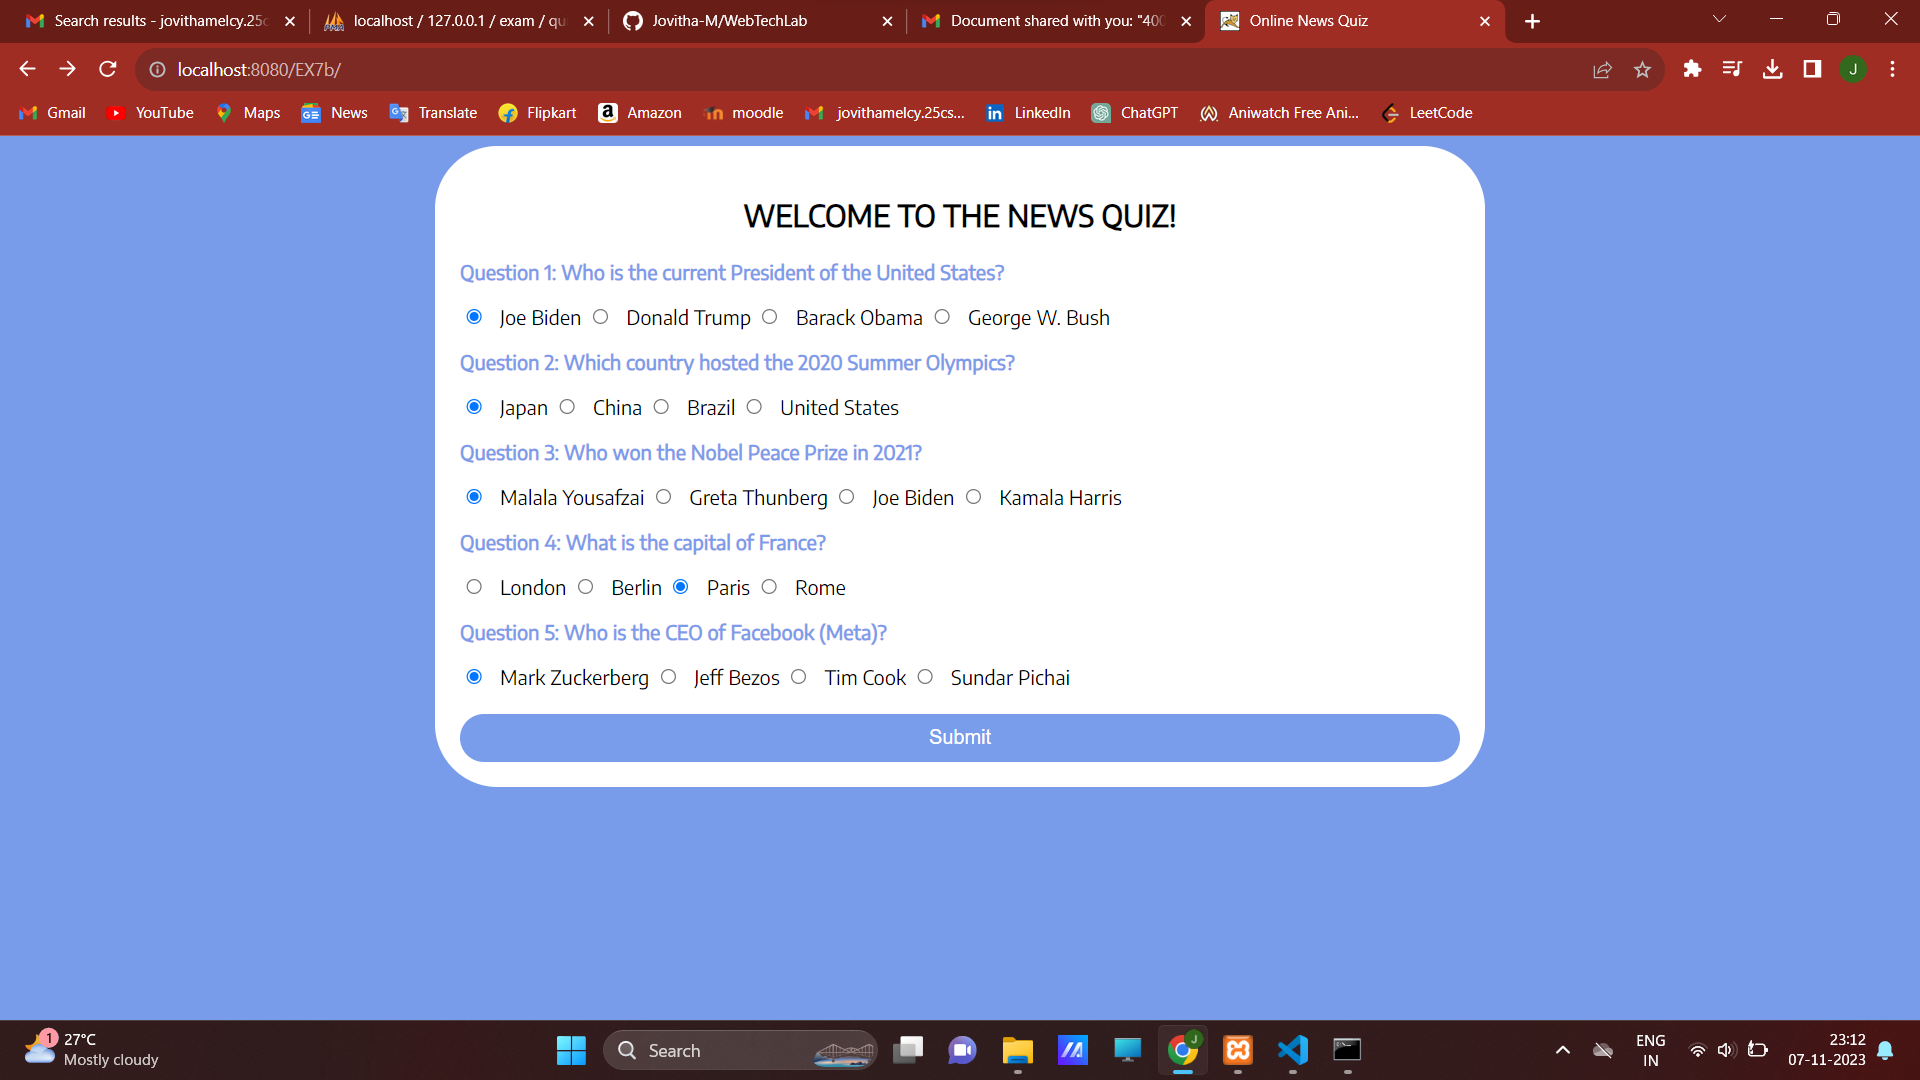 Search results - jovithamelcy.25c
localhost / 127.0.0.1 / exam / qu
Jovitha-M/WebTechLab
Document shared with you: "400
Online News Quiz
localhost:8080/EX7b/
J
Gmail
YouTube
Maps
News
Translate
Flipkart
Amazon
moodle
jovithamelcy.25cs...
LinkedIn
ChatGPT
Aniwatch Free Ani...
LeetCode
WELCOME TO THE NEWS QUIZ!
Question 1: Who is the current President of the United States?
Joe Biden Donald Trump Barack Obama George W. Bush
Question 2: Which country hosted the 2020 Summer Olympics?
Japan China Brazil United States
Question 3: Who won the Nobel Peace Prize in 2021?
Malala Yousafzai Greta Thunberg Joe Biden Kamala Harris
Question 4: What is the capital of France?
London Berlin Paris Rome
Question 5: Who is the CEO of Facebook (Meta)?
Mark Zuckerberg Jeff Bezos Tim Cook Sundar Pichai
Submit
1
27°C
Mostly cloudy
Search
J
ENG
IN
23:12
07-11-2023